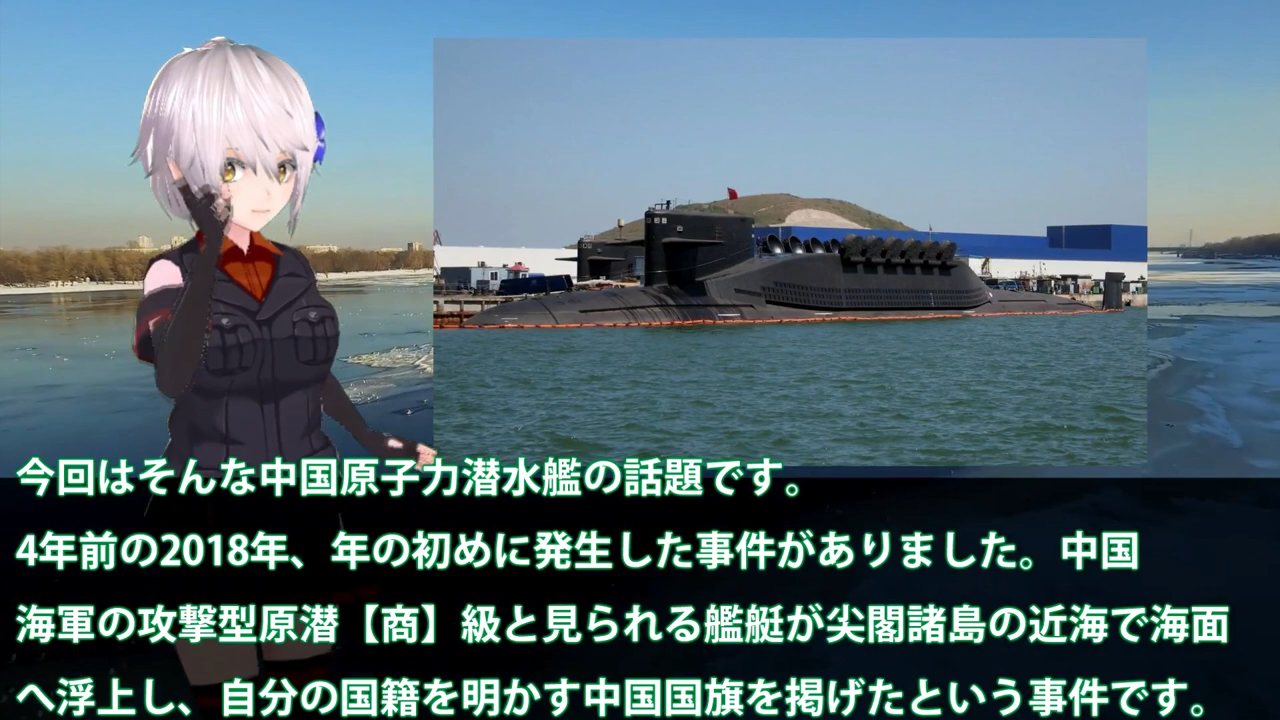 今回はそんな中国原子力潜水艦の話題です。
4年前の2018年、年の初めに発生した事件がありました。中国
海軍の攻撃型原潜【商】級と見られる艦艇が尖閣諸島の近海で海面
へ浮上し、自分の国籍を明かす中国国旗を掲げたという事件です。